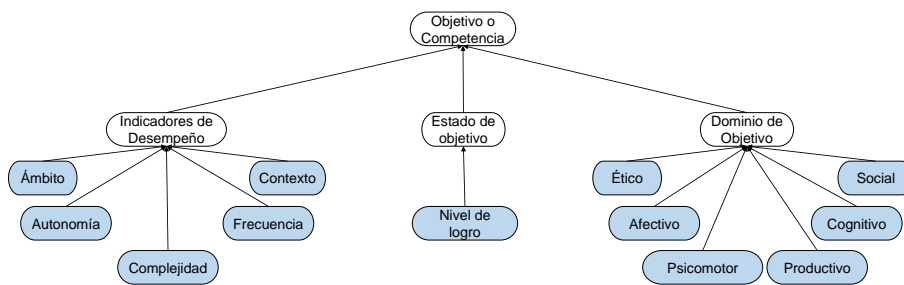 Objetivo o
Competencia
Indicadores de
Desempeño
Estado de
objetivo
Dominio de
Objetivo
Ámbito
Contexto
Ético
Social
Autonomía
Frecuencia
Nivel de
logro
Afectivo
Cognitivo
Complejidad
Psicomotor
Productivo